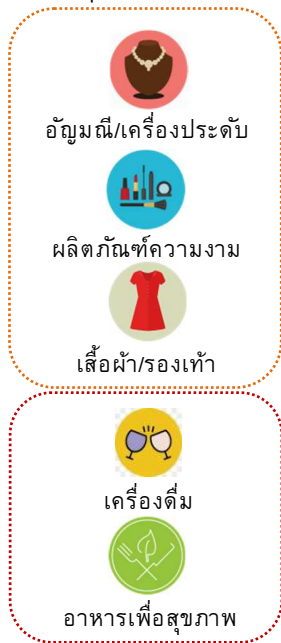 อัญมณี/เครื่องประดับ
ผลิตภัณฑ์ความงาม
เสื้อผ้า/รองเท้า
เครื่องดื่ม
อาหารเพื่อสุขภาพ